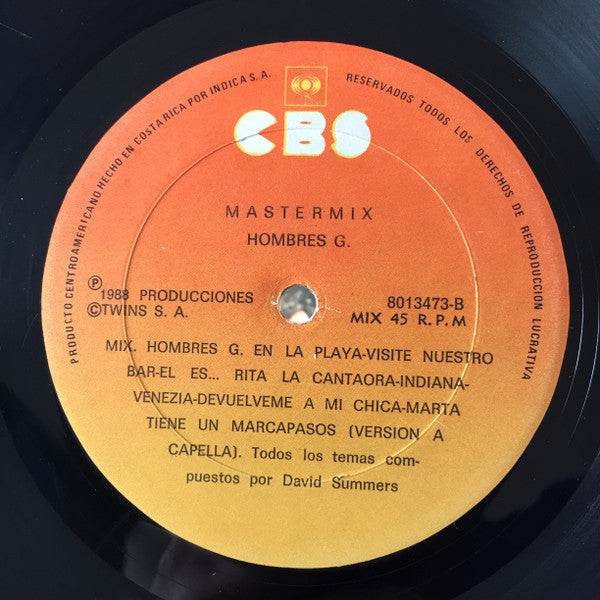 PRODUCTO CENTROAMERICANO HECHO EN COSTA RICA POR INDICA S.A.
RESERVADOS TODOS LOS DERECHOS DE REPRODUCCION LUCRATIVA
CBS
MASTERMIX
HOMBRES G.
℗
1988 PRODUCCIONES
©TWINS S. A.
8013473-B
MIX 45 R.P.M
MIX. HOMBRES G. EN LA PLAYA-VISITE NUESTRO
BAR-EL ES... RITA LA CANTAORA-INDIANA-
VENEZIA-DEVUELVEME A MI CHICA-MARTA
TIENE UN MARCAPASOS (VERSION A
CAPELLA). Todos los temas com-
puestos por David Summers